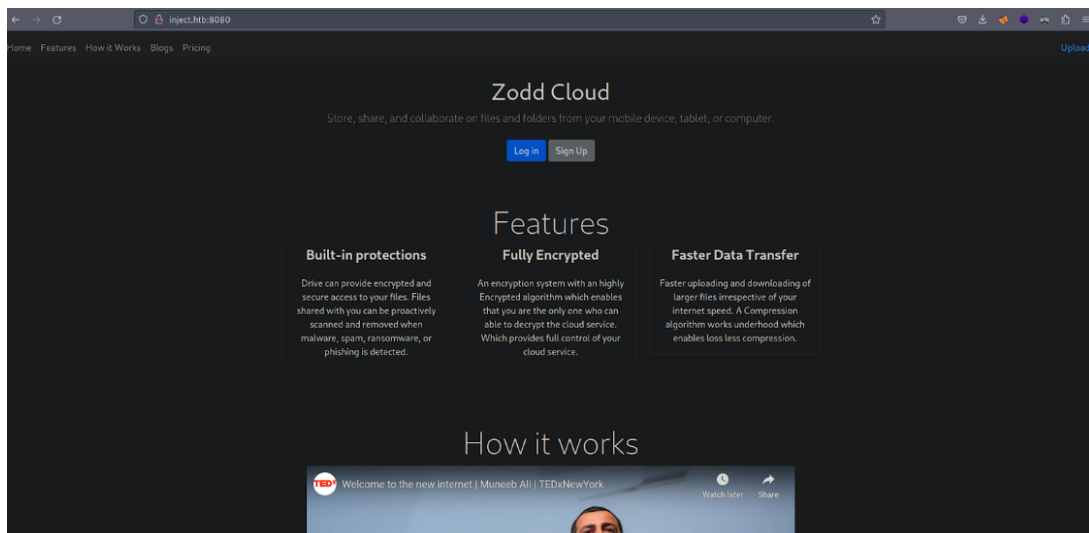 inject.htb:8080
Home Features How it Works Blogs Pricing Upload
Zodd Cloud
Store, share, and collaborate on files and folders from your mobile device, tablet, or computer.
Log in Sign Up
Features
Built-in protections
Drive can provide encrypted and
secure access to your files. Files
shared with you can be proactively
scanned and removed when
malware, spam, ransomware, or
phishing is detected.
Fully Encrypted
An encryption system with an highly
Encrypted algorithm which enables
that you are the only one who can
able to decrypt the cloud service.
Which provides full control of your
cloud service.
Faster Data Transfer
Faster uploading and downloading of
larger files irrespective of your
internet speed. A Compression
algorithm works underhood which
enables loss less compression.
How it works
TEDx
Welcome to the new internet | Muneeb Ali | TEDxNewYork
Watch later Share